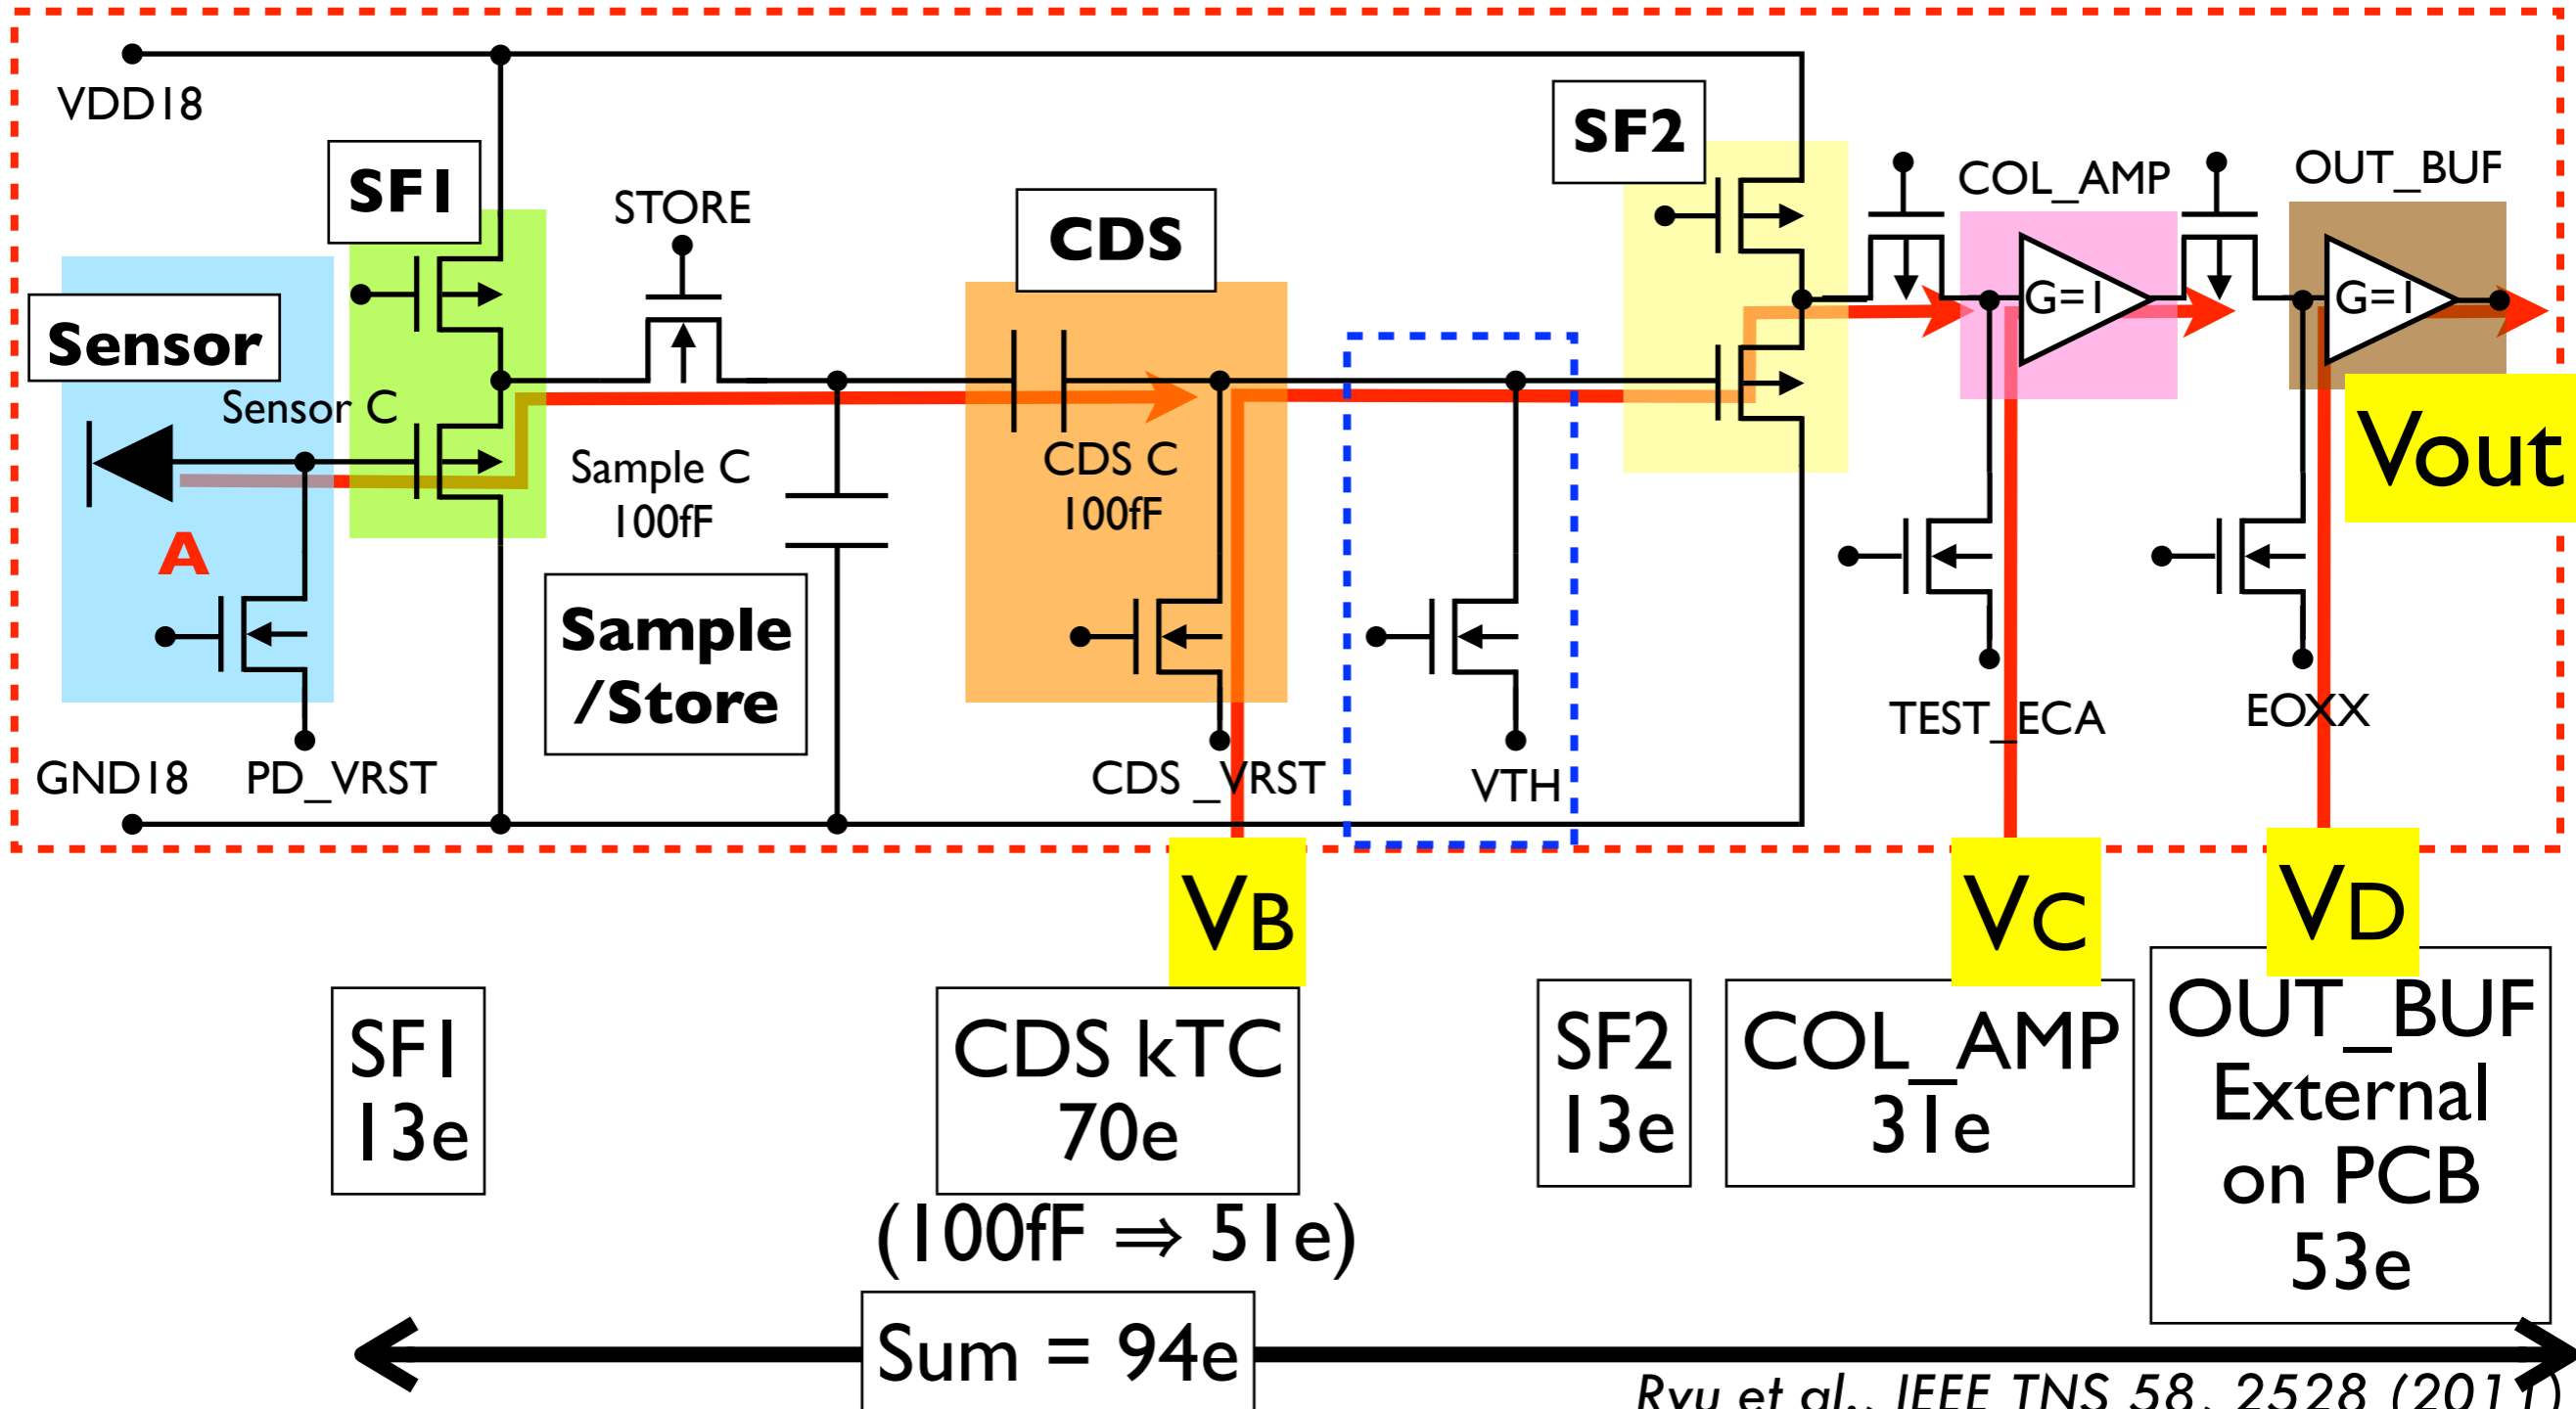 VDD18
SF1
STORE
CDS
SF2
COL_AMP
OUT_BUF
Sensor
Sensor C
G=1
G=1
Sample C
100fF
CDS C
100fF
Vout
A
Sample
/Store
TEST_ECA
EOXX
GND18
PD_VRST
CDS _VRST
VTH
VB
VC
VD
SF1
13e
CDS kTC
70e
(100fF ⇒ 51e)
SF2
13e
COL_AMP
31e
OUT_BUF
External
on PCB
53e
Sum = 94e
Ryu et al., IEEE TNS 58, 2528 (2011)